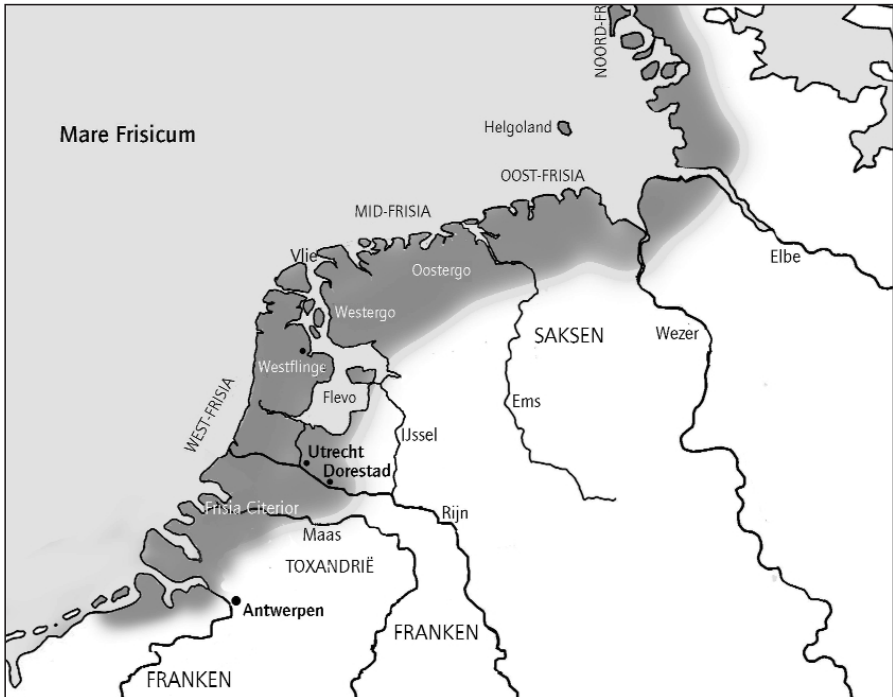 NOORD-FR
Mare Frisicum
Helgoland
OOST-FRISIA
MID-FRISIA
Vlie
Oostergo
Elbe
Westergo
SAKSEN
Wezer
Westflinge
Flevo
WEST-FRISIA
Ems
IJssel
Utrecht
Dorestad
Frisia Citerior
Rijn
Maas
TOXANDRIË
Antwerpen
FRANKEN
FRANKEN